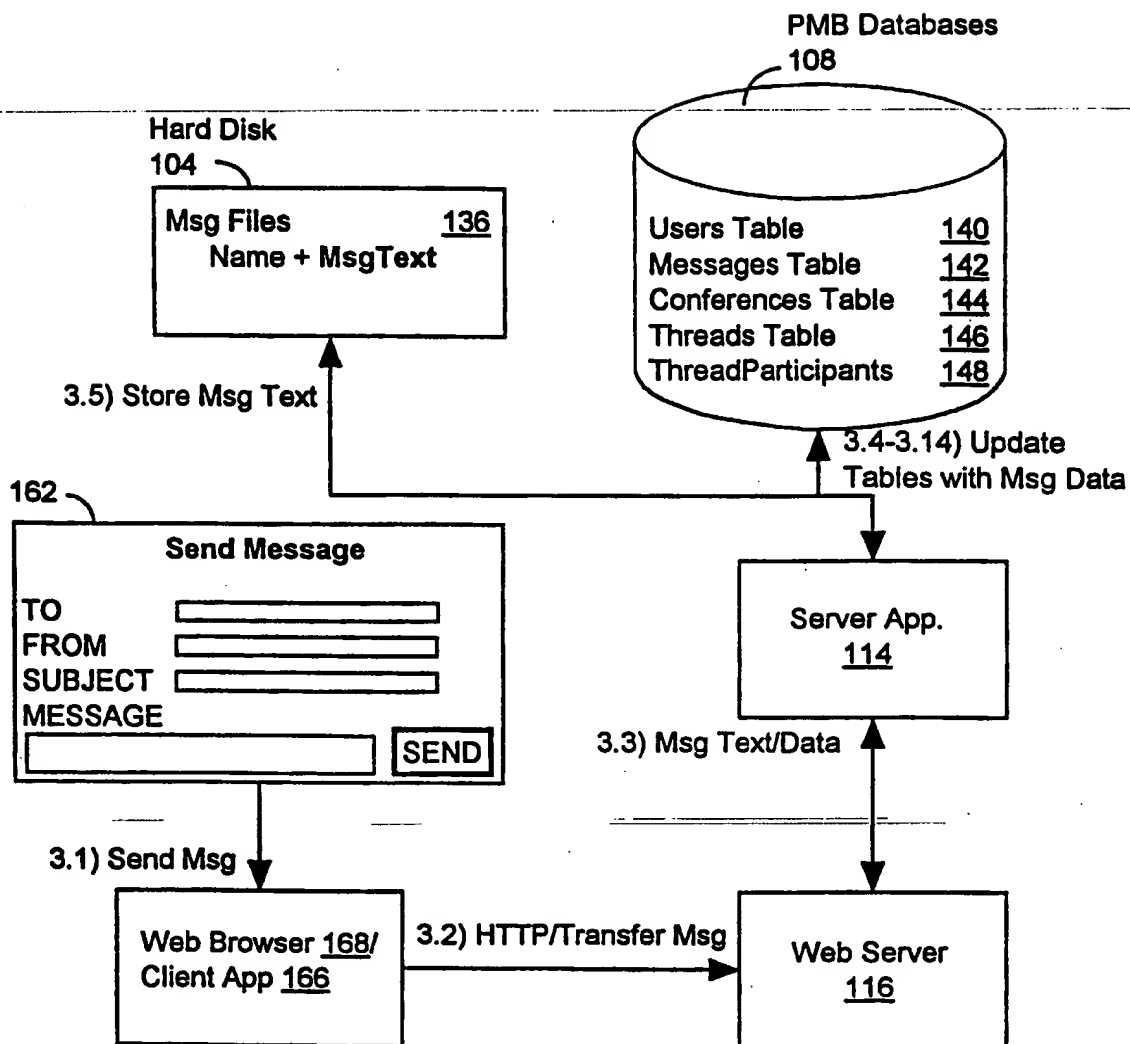 PMB Databases
108
Hard Disk
104
Msg Files 136
Name + MsgText
Users Table 140
Messages Table 142
Conferences Table 144
Threads Table 146
ThreadParticipants 148
3.5) Store Msg Text
3.4-3.14) Update
Tables with Msg Data
162
Send Message
TO
FROM
SUBJECT
MESSAGE
SEND
Server App.
114
3.3) Msg Text/Data
3.1) Send Msg
Web Browser 168/
Client App 166
3.2) HTTP/Transfer Msg
Web Server
116